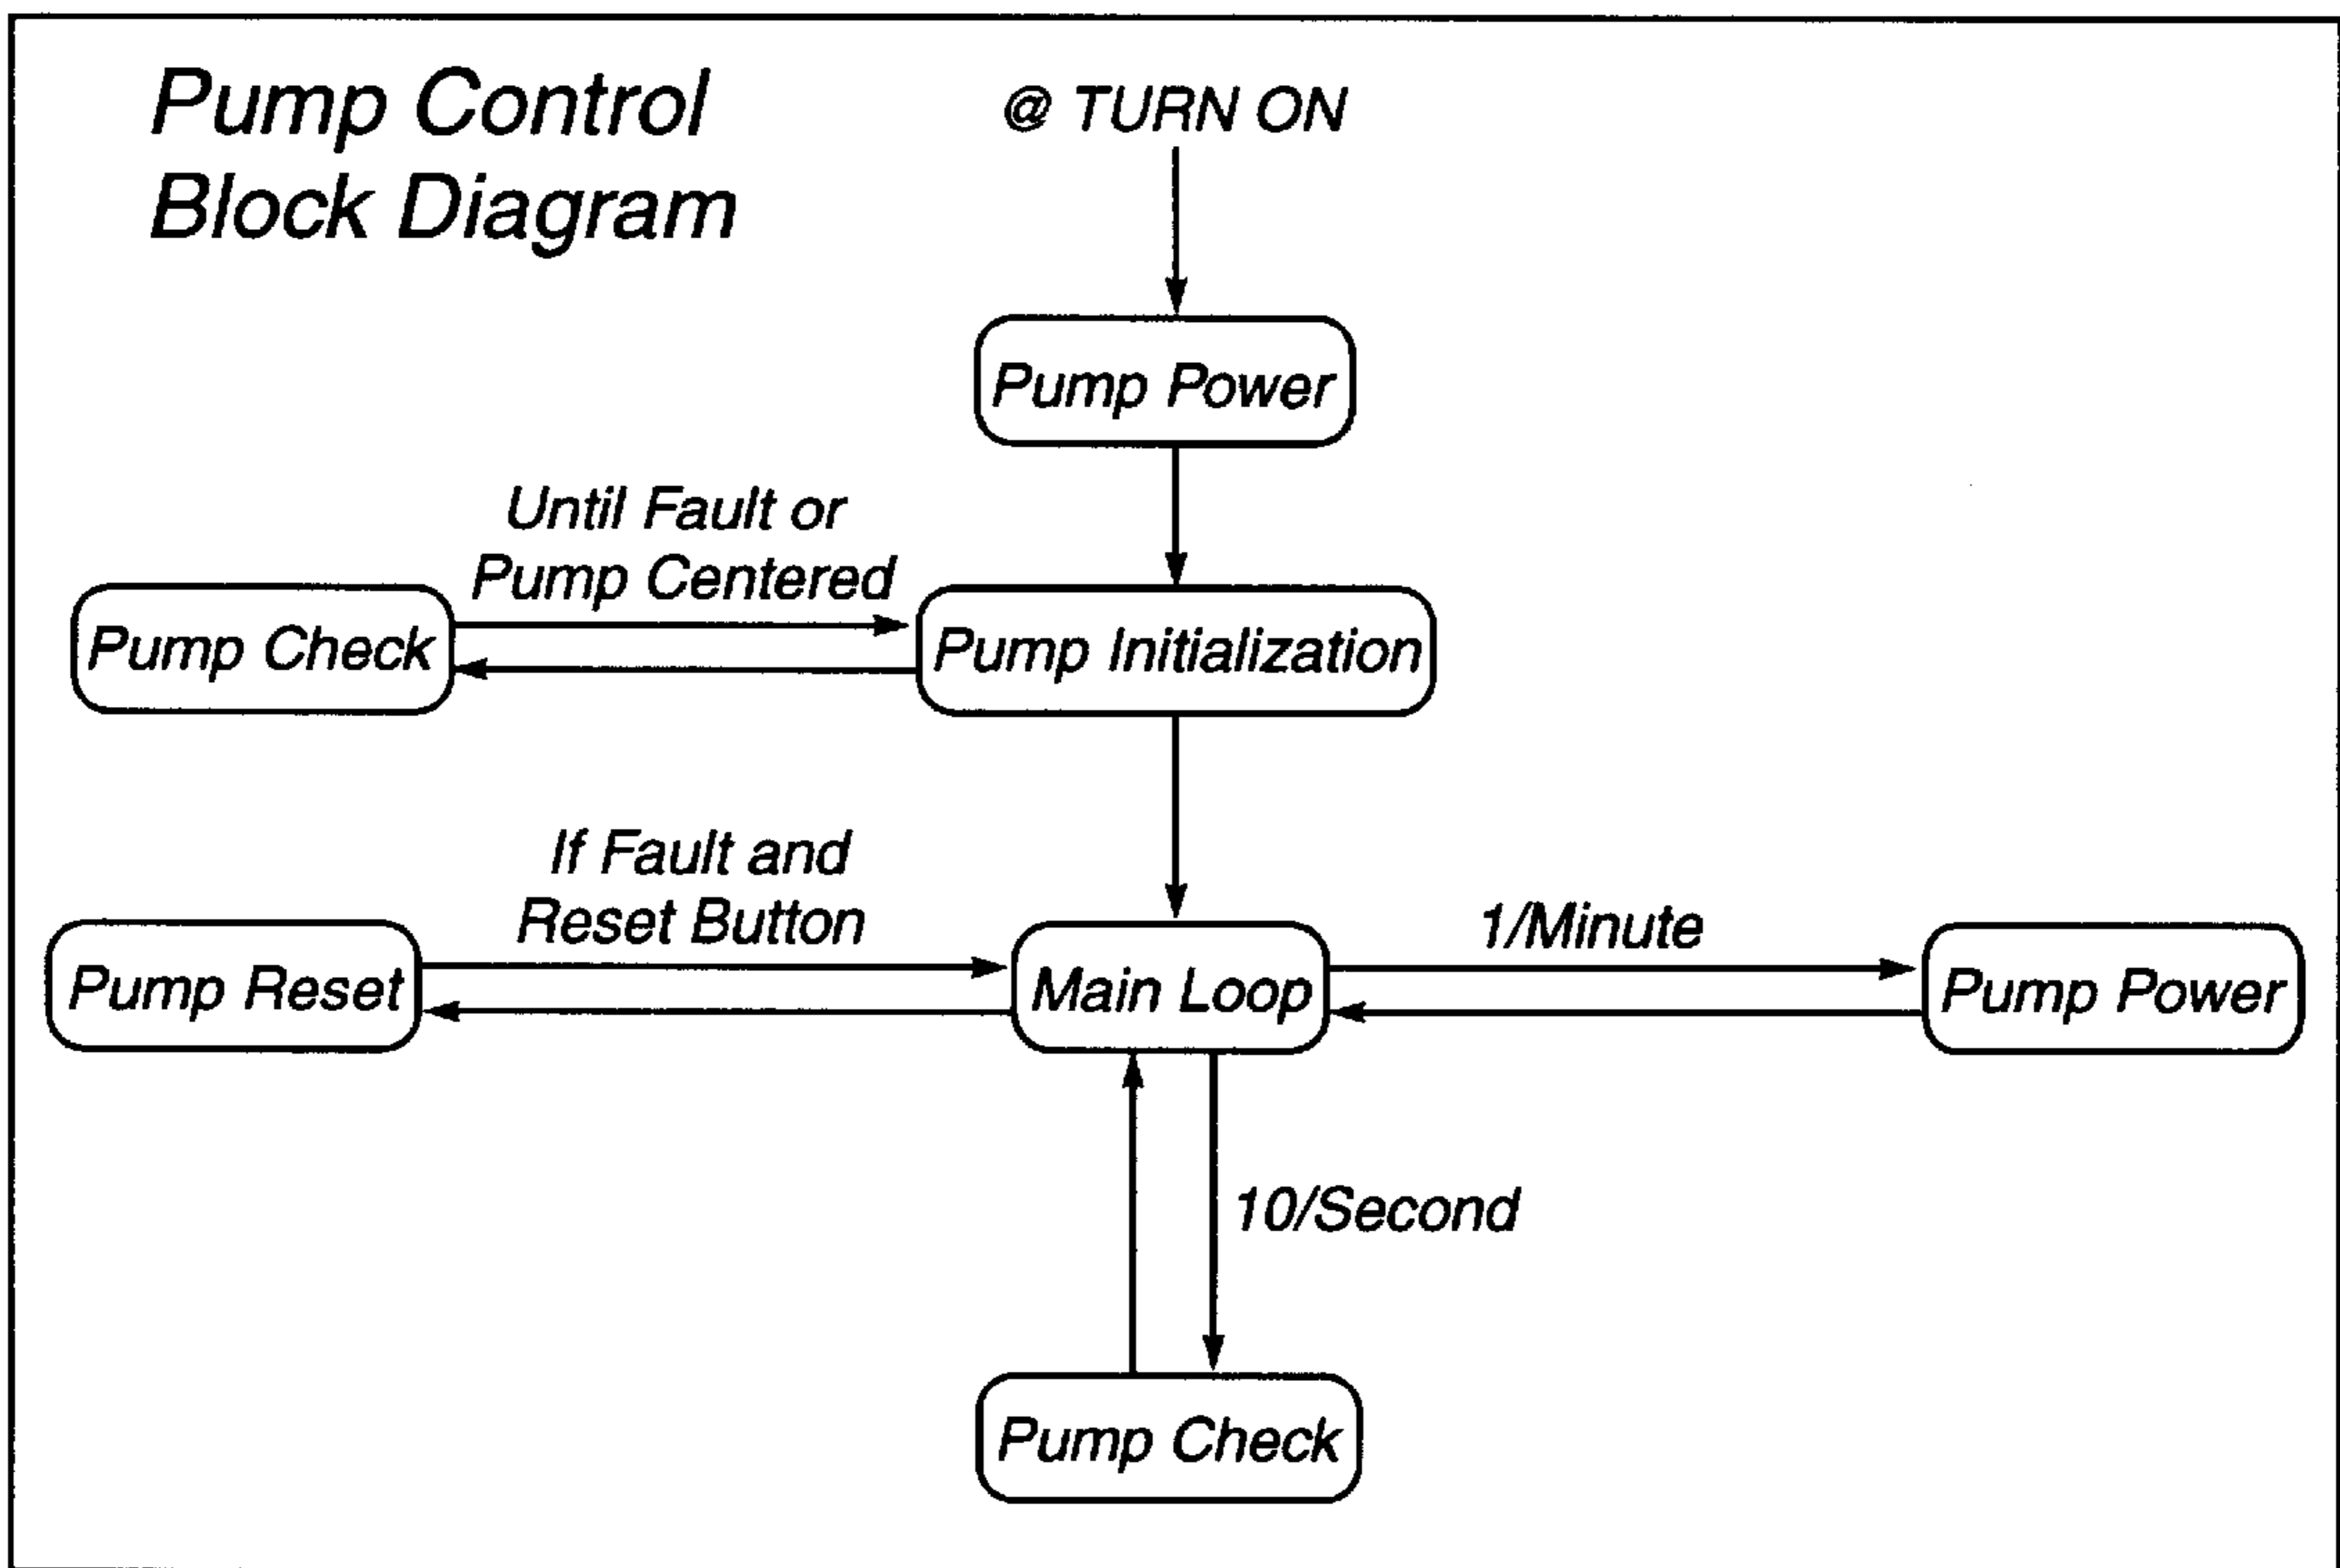 Pump Control
Block Diagram
@ TURN ON
Pump Power
Until Fault or
Pump Centered
Pump Check
Pump Initialization
If Fault and
Reset Button
1/Minute
Pump Reset
Main Loop
Pump Power
10/Second
Pump Check